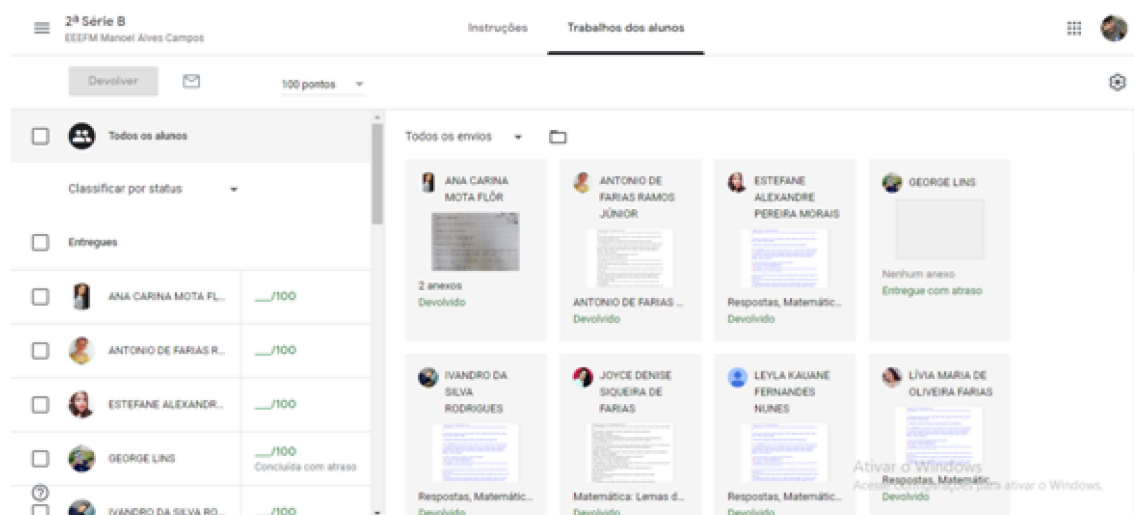 2ª Série B
EEEFM Manoel Alves Campos
Instruções
Trabalhos dos alunos
Devolver
100 pontos
Todos os alunos
Classificar por status
Entregues
ANA CARINA MOTA FL...
__/100
ANTONIO DE FARIAS R...
__/100
ESTEFANE ALEXANDR...
__/100
GEORGE LINS
__/100
Concluída com atraso
IVANDRO DA SILVA RO...
__/100
Todos os envios
ANA CARINA
MOTA FLÔR
2 anexos
Devolvido
ANTONIO DE
FARIAS RAMOS
JÚNIOR
ANTONIO DE FARIAS ...
Devolvido
ESTEFANE
ALEXANDRE
PEREIRA MORAIS
Respostas, Matemátic...
Devolvido
GEORGE LINS
Nenhum anexo
Entregue com atraso
IVANDRO DA
SILVA
RODRIGUES
Respostas, Matemátic...
Devolvido
JOYCE DENISE
SIQUEIRA DE
FARIAS
Matemática: Lemas d...
Devolvido
LEYLA KAUANE
FERNANDES
NUNES
Respostas, Matemátic...
Devolvido
LÍVIA MARIA DE
OLIVEIRA FARIAS
Respostas, Matemátic...
Devolvido
Ativar o Windows
Acesse Configurações para ativar o Windows.